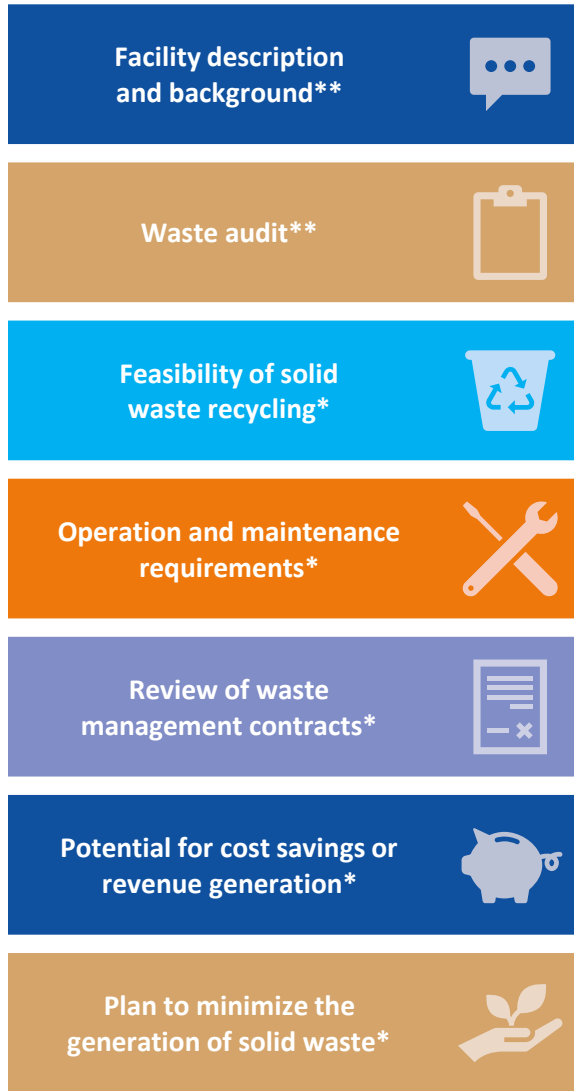 Facility description
and background**
Waste audit**
Feasibility of solid
waste recycling*
Operation and maintenance
requirements*
Review of waste
management contracts*
Potential for cost savings or
revenue generation*
Plan to minimize the
generation of solid waste*